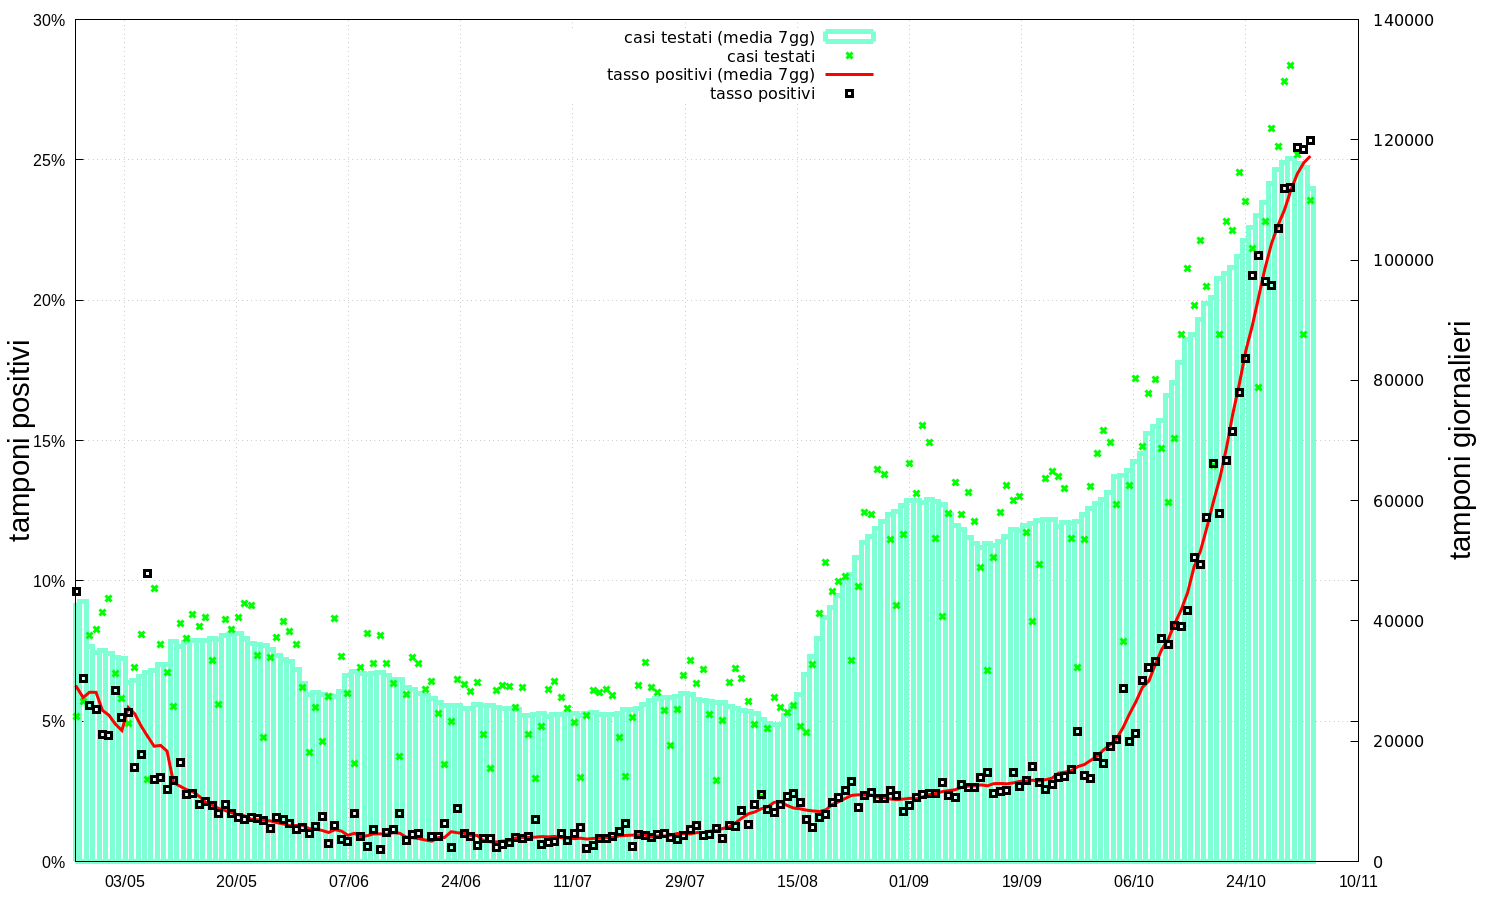 casi testati (media 7gg)
casi testati
tasso positivi (media 7gg)
tasso positivi
tamponi positivi
30%
25%
20%
15%
10%
5%
0%
140000
120000
100000
80000
60000
40000
20000
0
tamponi giornalieri
03/05 20/05 07/06 24/06 11/07 29/07 15/08 01/09 19/09 06/10 24/10 10/11